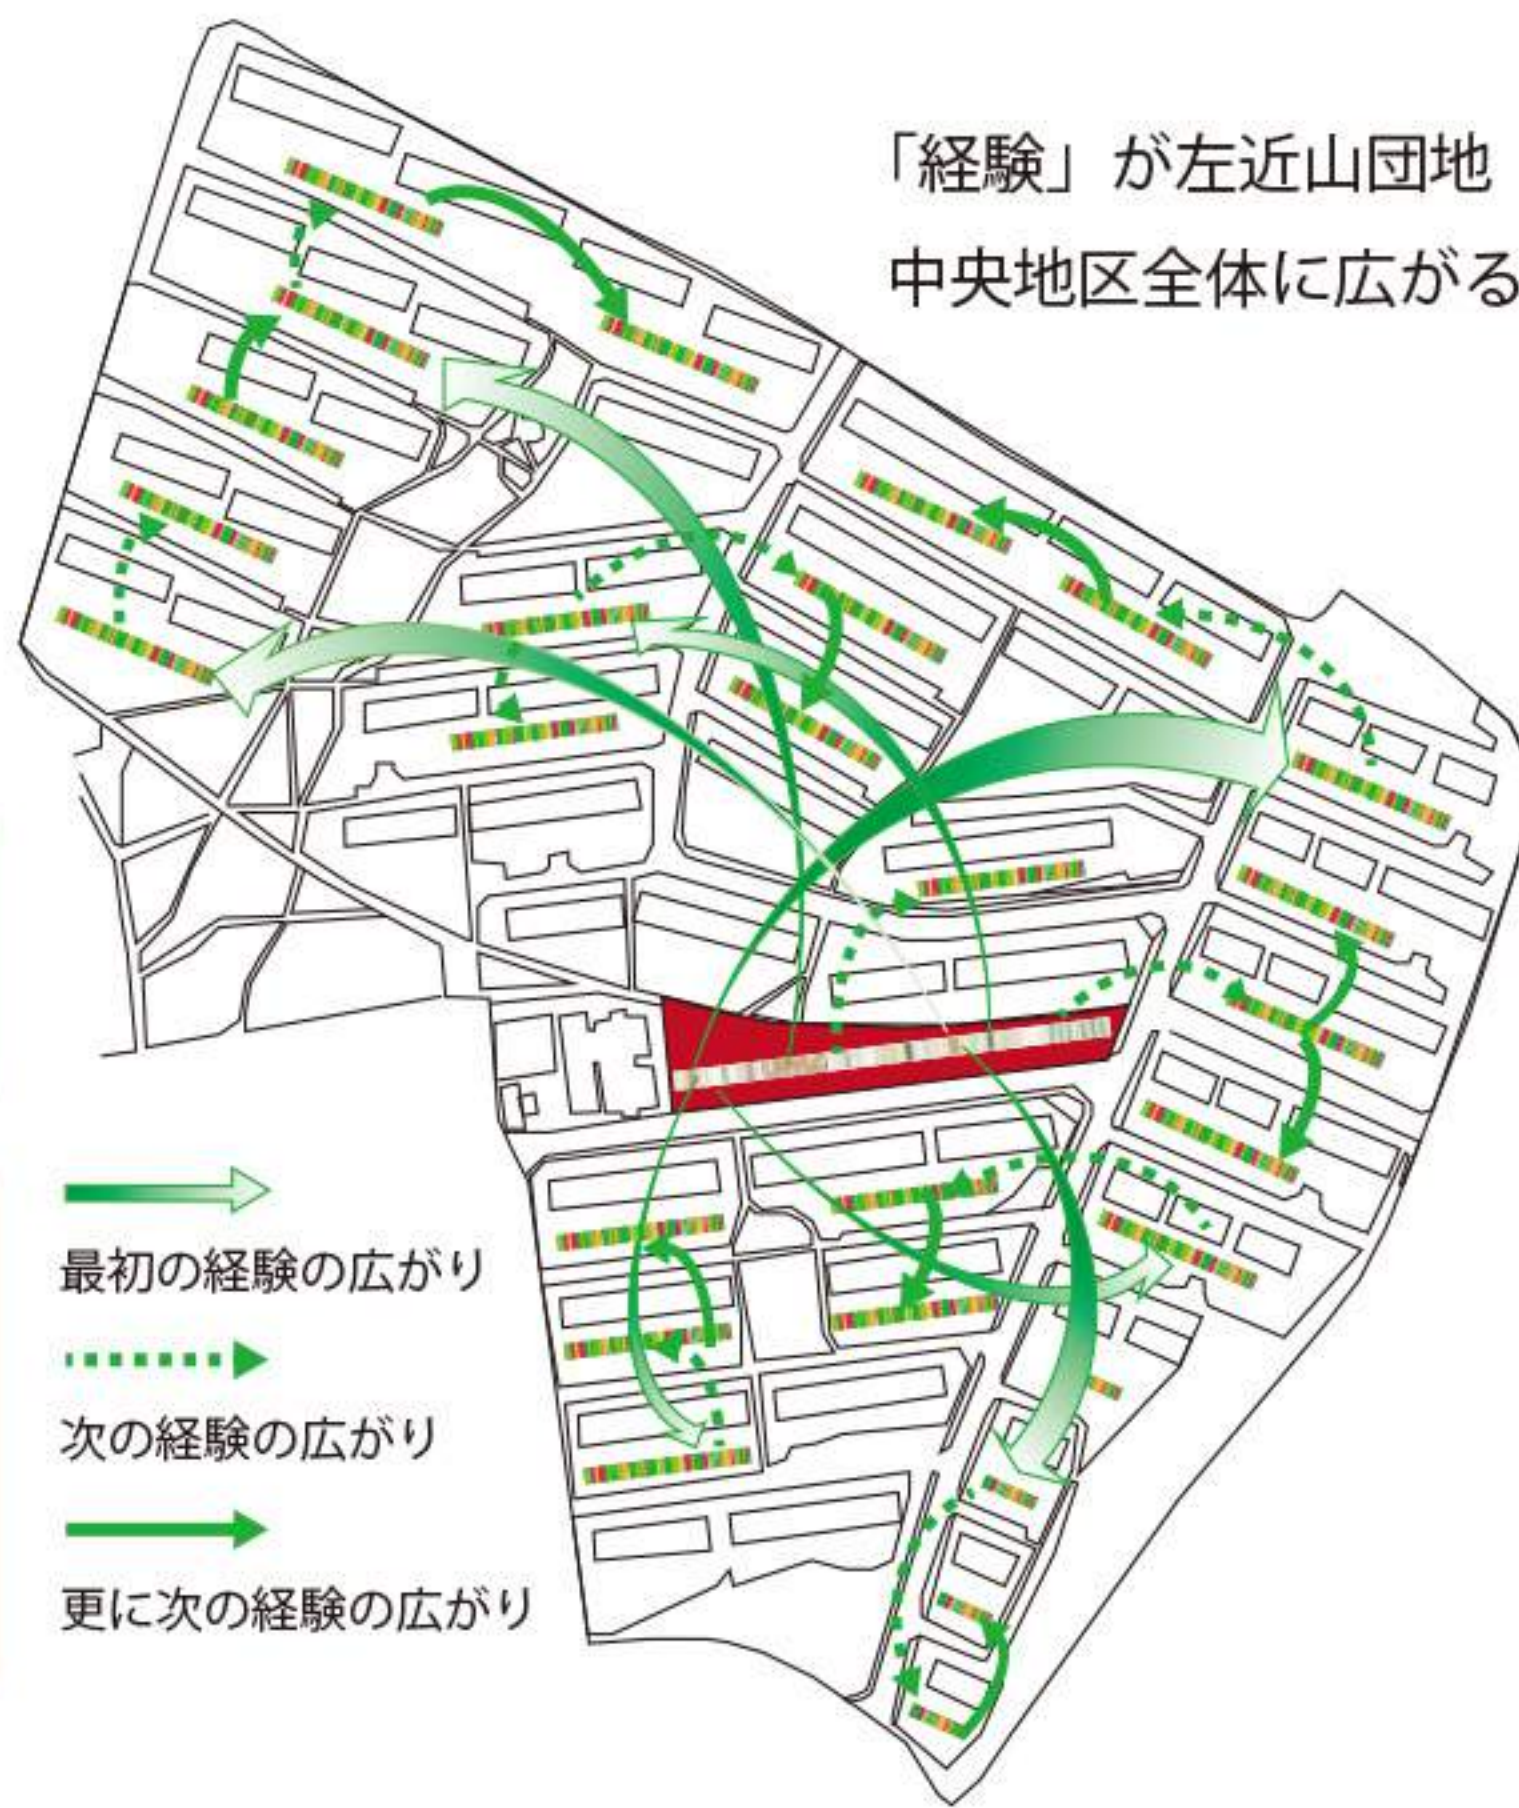 「経験」が左近山団地
中央地区全体に広がる
最初の経験の広がり
次の経験の広がり
更に次の経験の広がり